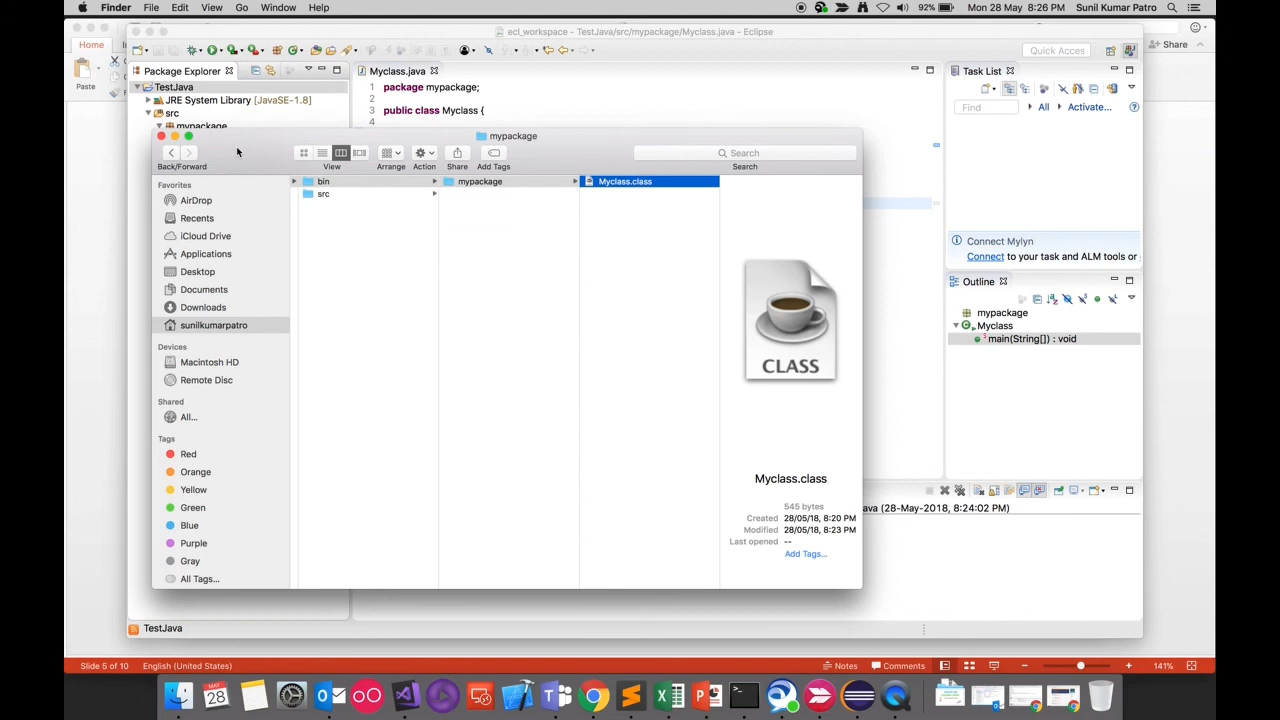 Finder File Edit View Go Window Help
92% Mon 28 May 8:26 PM Sunil Kumar Patro
ecl_workspace - TestJava/src/mypackage/Myclass.java - Eclipse
Home
Share
Paste
Quick Acces
Package Explorer
Myclass.java
Task List
TestJava
JRE System Library [JavaSE-1.8]
src
mypackage
1 package mypackage;
2
3 public class Myclass {
4
Find
All
Activate...
mypackage
Back/Forward
View
Arrange
Action
Share
Add Tags
Search
Search
Favorites
AirDrop
Recents
iCloud Drive
Applications
Desktop
Documents
Downloads
sunilkumarpatro
Devices
Macintosh HD
Remote Disc
Shared
All...
Tags
Red
Orange
Yellow
Green
Blue
Purple
Gray
All Tags...
bin
src
mypackage
Myclass.class
CLASS
Myclass.class
545 bytes
Created 28/05/18, 8:20 PM
Modified 28/05/18, 8:23 PM
Last opened --
Add Tags...
Connect Mylyn
Connect to your task and ALM tools or
Outline
mypackage
Myclass
main(String[]) : void
ava (28-May-2018, 8:24:02 PM)
TestJava
Slide 5 of 10
English (United States)
Notes
Comments
141%
MAY
28